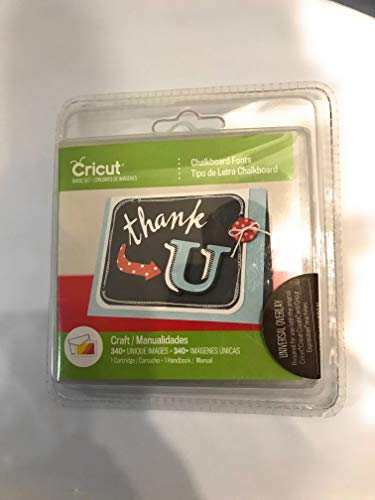 Cricut
IMAGE SET • CONJUNTO DE IMÁGENES
Chalkboard Fonts
Tipo de Letra Chalkboard
thank
U
Craft / Manualidades
340+ UNIQUE IMAGES • 340+ IMÁGENES ÚNICAS
1 Cartridge / Cartucho • 1 Handbook / Manual
UNIVERSAL OVERLAY